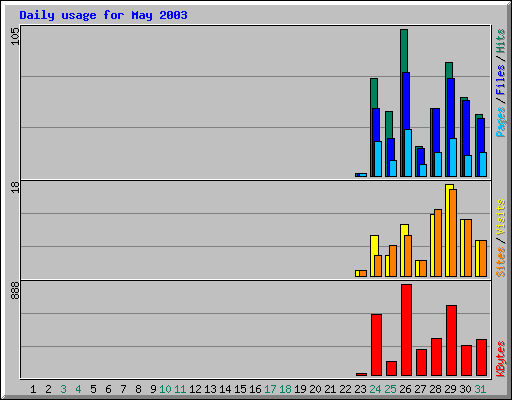 Daily usage for May 2003
105
18
888
Pages / Files / Hits
Sites / Visits
KBytes
1 2 3 4 5 6 7 8 9 10 11 12 13 14 15 16 17 18 19 20 21 22 23 24 25 26 27 28 29 30 31